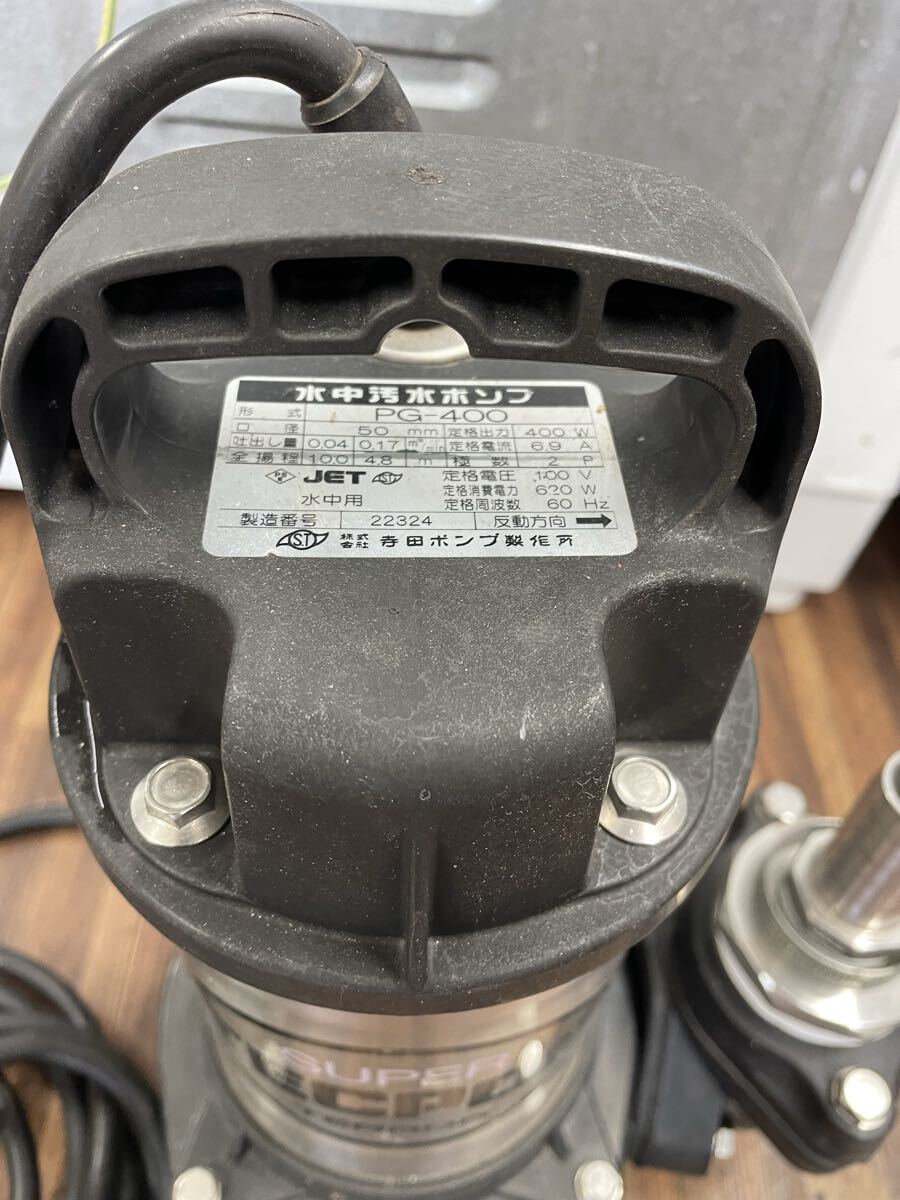 水中汚水ポンプ
形式 PG-400
口径 50 mm 定格出力 400 W
吐出し量 0.04 0.17 m³/min 定格電流 6.9 A
全揚程 10.0 4.8 m 極数 2 P
PS E JET ST 定格電圧 100 V
水中用 定格消費電力 620 W
定格周波数 60 Hz
製造番号 22324 反動方向 →
S.T 株式会社 寺田ポンプ製作所
SUPER